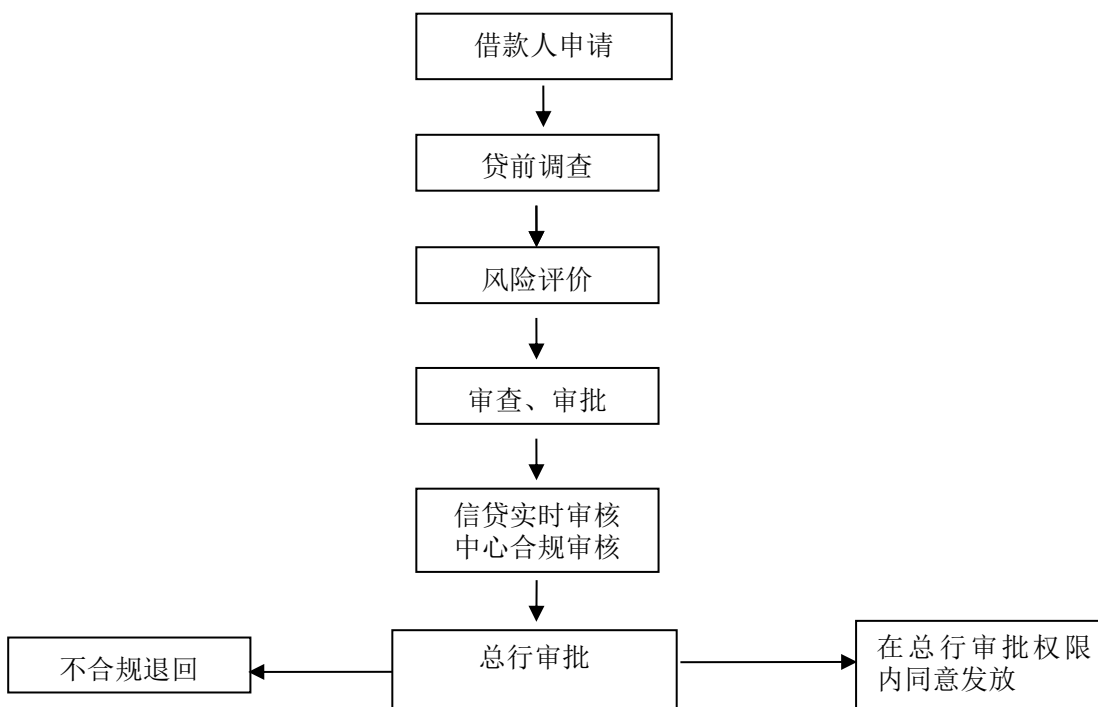 借款人申请
贷前调查
风险评价
审查、审批
信贷实时审核
中心合规审核
总行审批
不合规退回
在总行审批权限
内同意发放